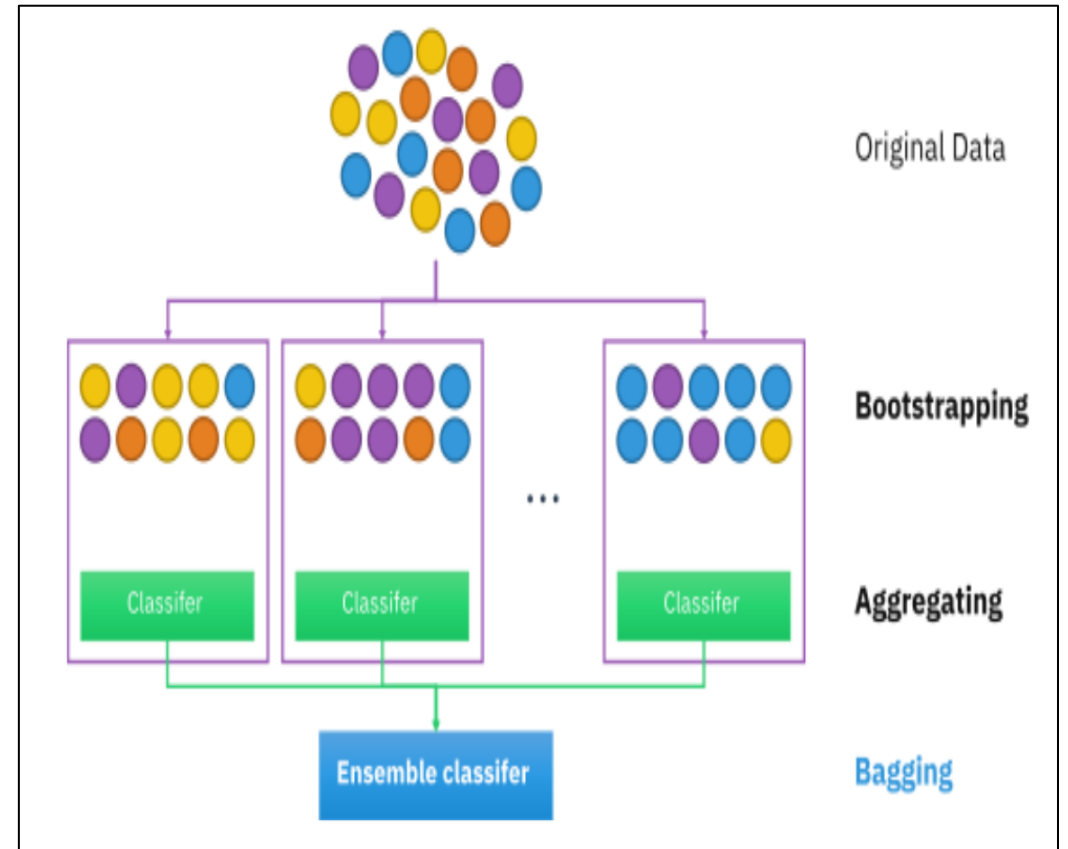 Original Data
Bootstrapping
...
Classifer
Classifer
Classifer
Aggregating
Ensemble classifer
Bagging